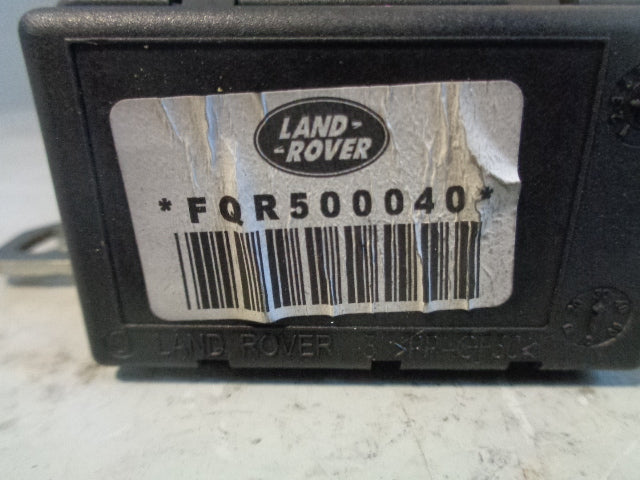 LAND-
-ROVER
*FQR500040*
LAND ROVER